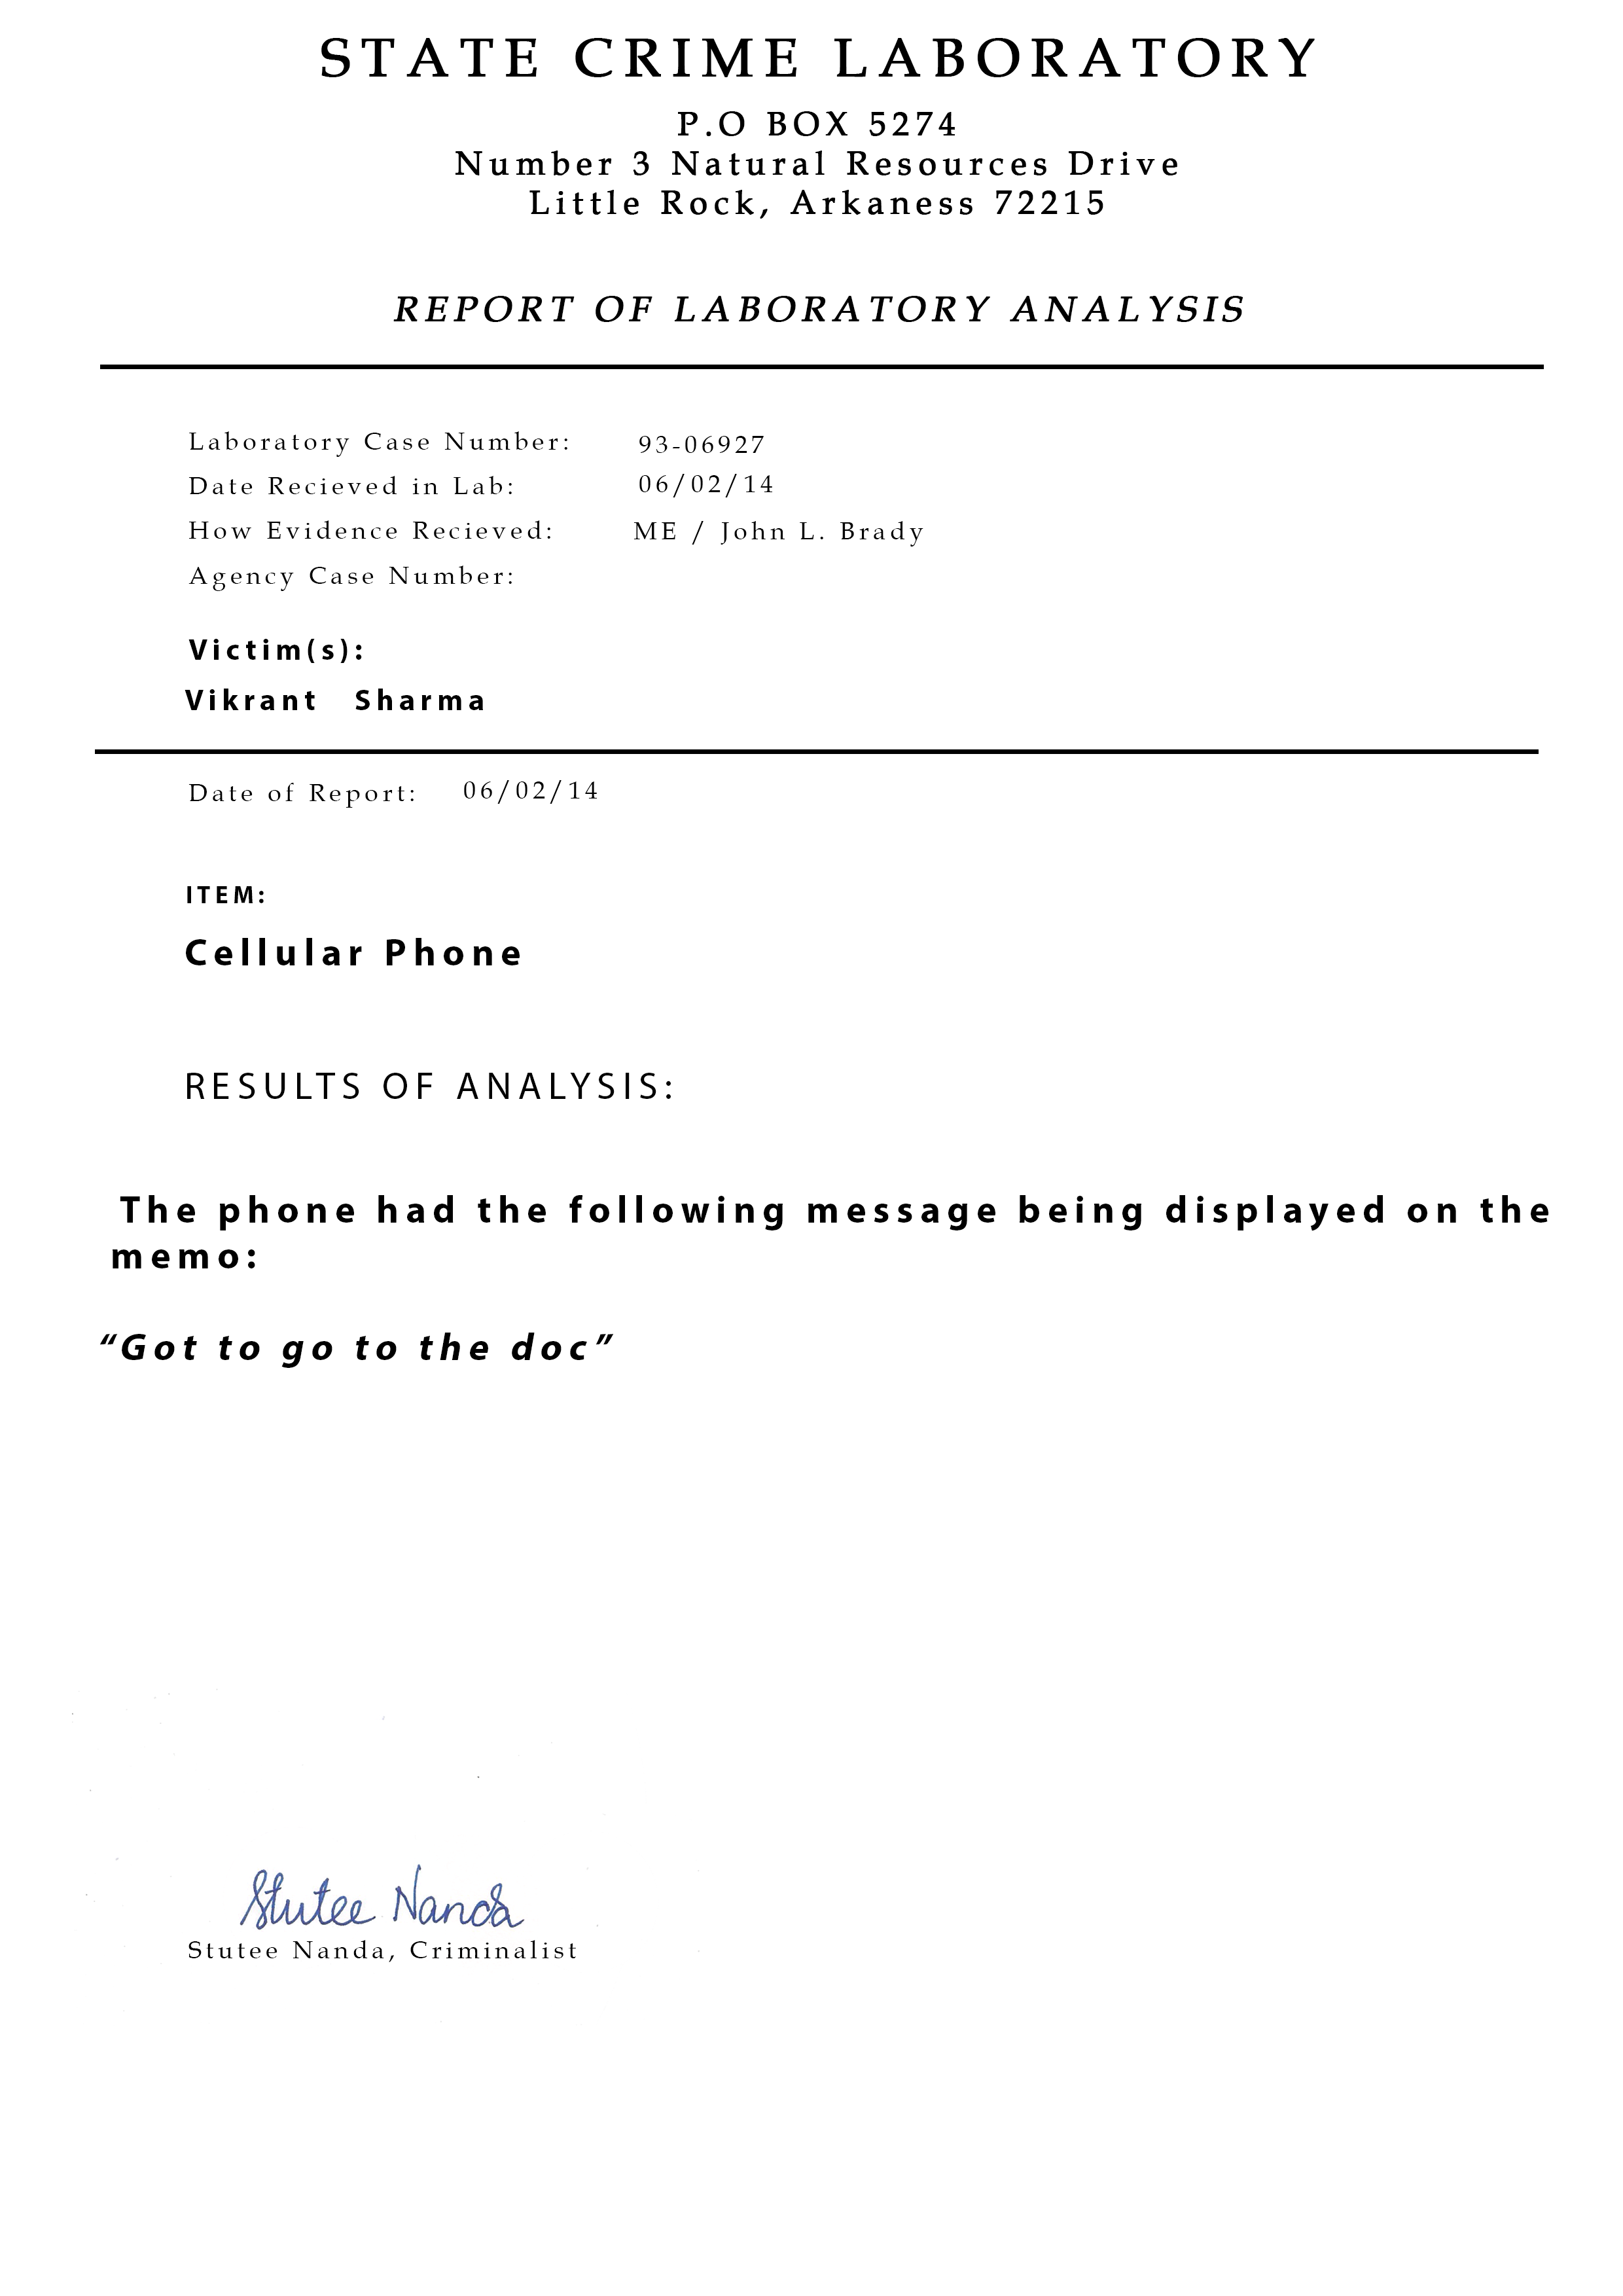 STATE CRIME LABORATORY
P.O BOX 5274
Number 3 Natural Resources Drive
Little Rock, Arkaness 72215
REPORT OF LABORATORY ANALYSIS
Laboratory Case Number: 93-06927
Date Recieved in Lab: 06/02/14
How Evidence Recieved: ME / John L. Brady
Agency Case Number:
Victim(s):
Vikrant Sharma
Date of Report: 06/02/14
ITEM:
Cellular Phone
RESULTS OF ANALYSIS:
The phone had the following message being displayed on the
memo:
“Got to go to the doc”
Stutee Nanda
Stutee Nanda, Criminalist